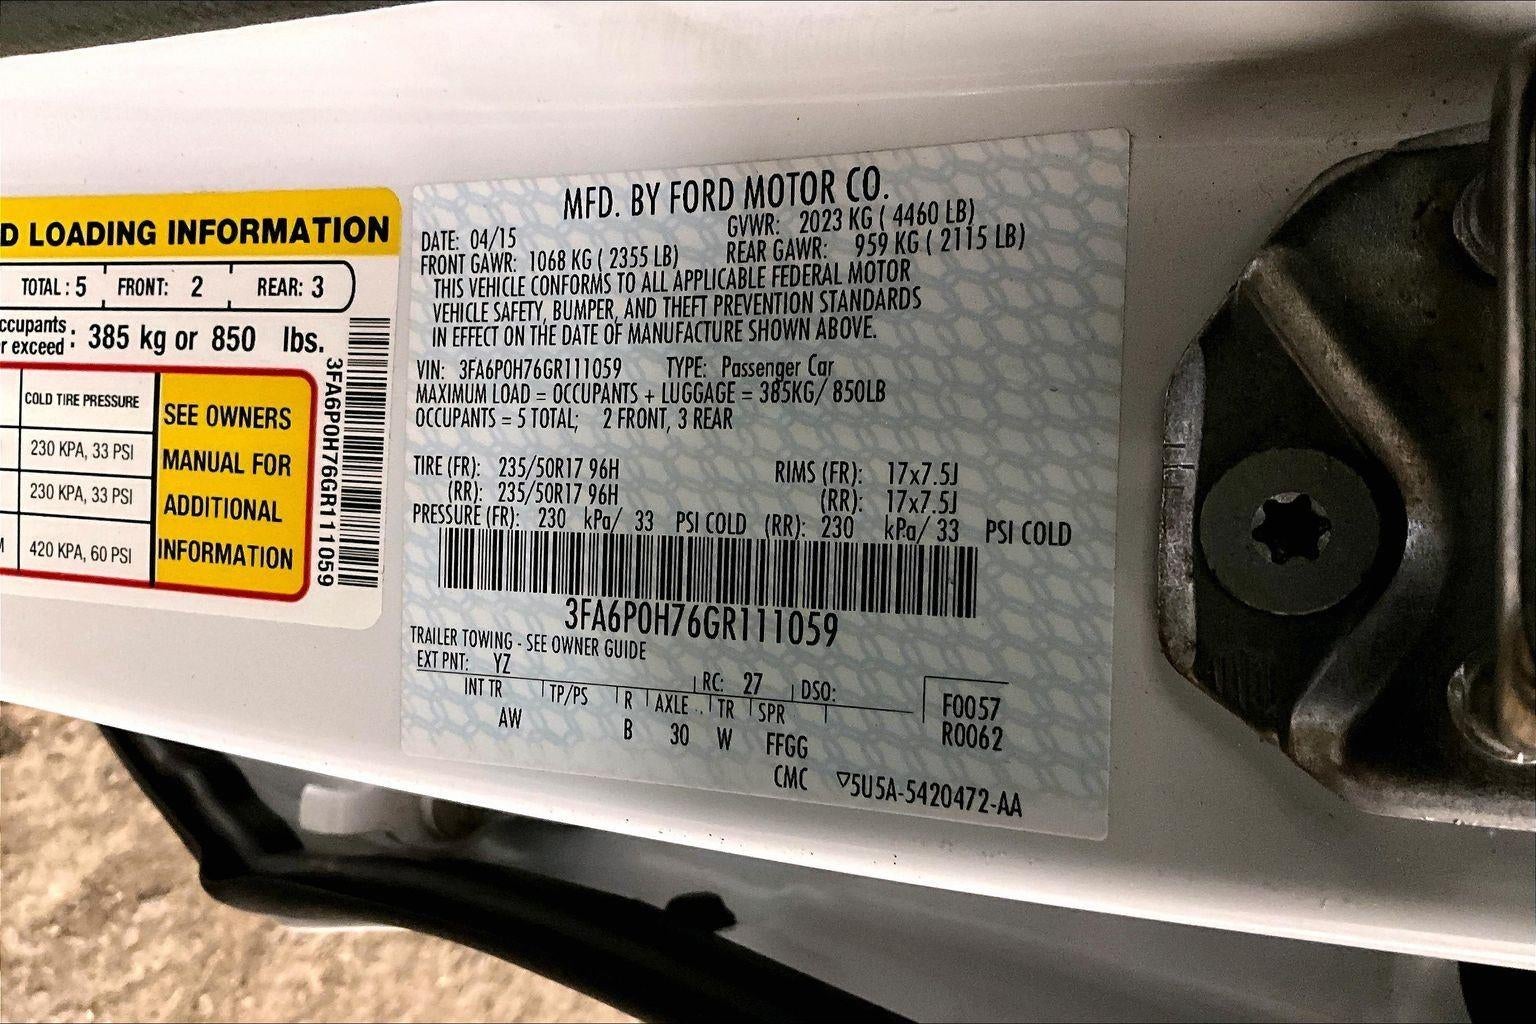 D LOADING INFORMATION
TOTAL : 5 FRONT: 2 REAR: 3
ccupants
r exceed : 385 kg or 850 lbs.
COLD TIRE PRESSURE
230 KPA, 33 PSI
230 KPA, 33 PSI
420 KPA, 60 PSI
SEE OWNERS
MANUAL FOR
ADDITIONAL
INFORMATION
3FA6P0H76GR111059
MFD. BY FORD MOTOR CO.
DATE: 04/15 GVWR: 2023 KG ( 4460 LB)
FRONT GAWR: 1068 KG ( 2355 LB) REAR GAWR: 959 KG ( 2115 LB)
THIS VEHICLE CONFORMS TO ALL APPLICABLE FEDERAL MOTOR
VEHICLE SAFETY, BUMPER, AND THEFT PREVENTION STANDARDS
IN EFFECT ON THE DATE OF MANUFACTURE SHOWN ABOVE.
VIN: 3FA6P0H76GR111059 TYPE: Passenger Car
MAXIMUM LOAD = OCCUPANTS + LUGGAGE = 385KG/ 850LB
OCCUPANTS = 5 TOTAL; 2 FRONT, 3 REAR
TIRE (FR): 235/50R17 96H RIMS (FR): 17x7.5J
(RR): 235/50R17 96H (RR): 17x7.5J
PRESSURE (FR): 230 kPa/ 33 PSI COLD (RR): 230 kPa/ 33 PSI COLD
3FA6P0H76GR111059
TRAILER TOWING - SEE OWNER GUIDE
EXT PNT: YZ RC: 27 DSO:
INT TR TP/PS R AXLE TR SPR F0057
AW B 30 W FFGG R0062
CMC ▽5U5A-5420472-AA